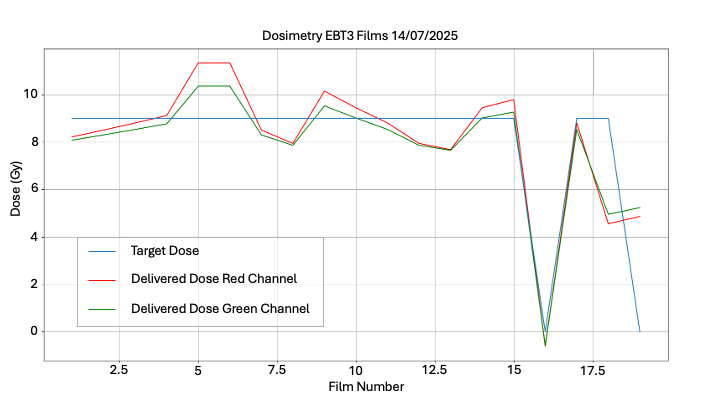 Dosimetry EBT3 Films 14/07/2025
10
8
6
4
2
0
Dose (Gy)
Target Dose
Delivered Dose Red Channel
Delivered Dose Green Channel
2.5 5 7.5 10 12.5 15 17.5
Film Number